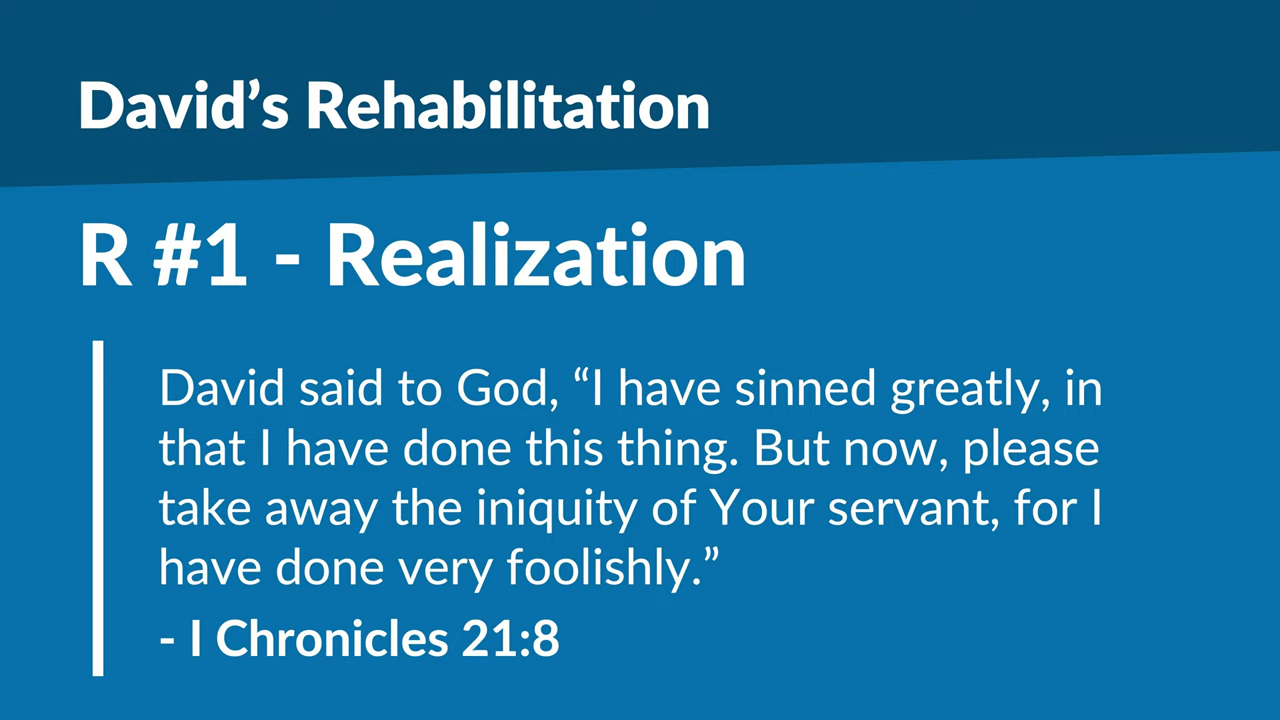 David’s Rehabilitation
R #1 - Realization
David said to God, “I have sinned greatly, in
that I have done this thing. But now, please
take away the iniquity of Your servant, for I
have done very foolishly.”
- I Chronicles 21:8